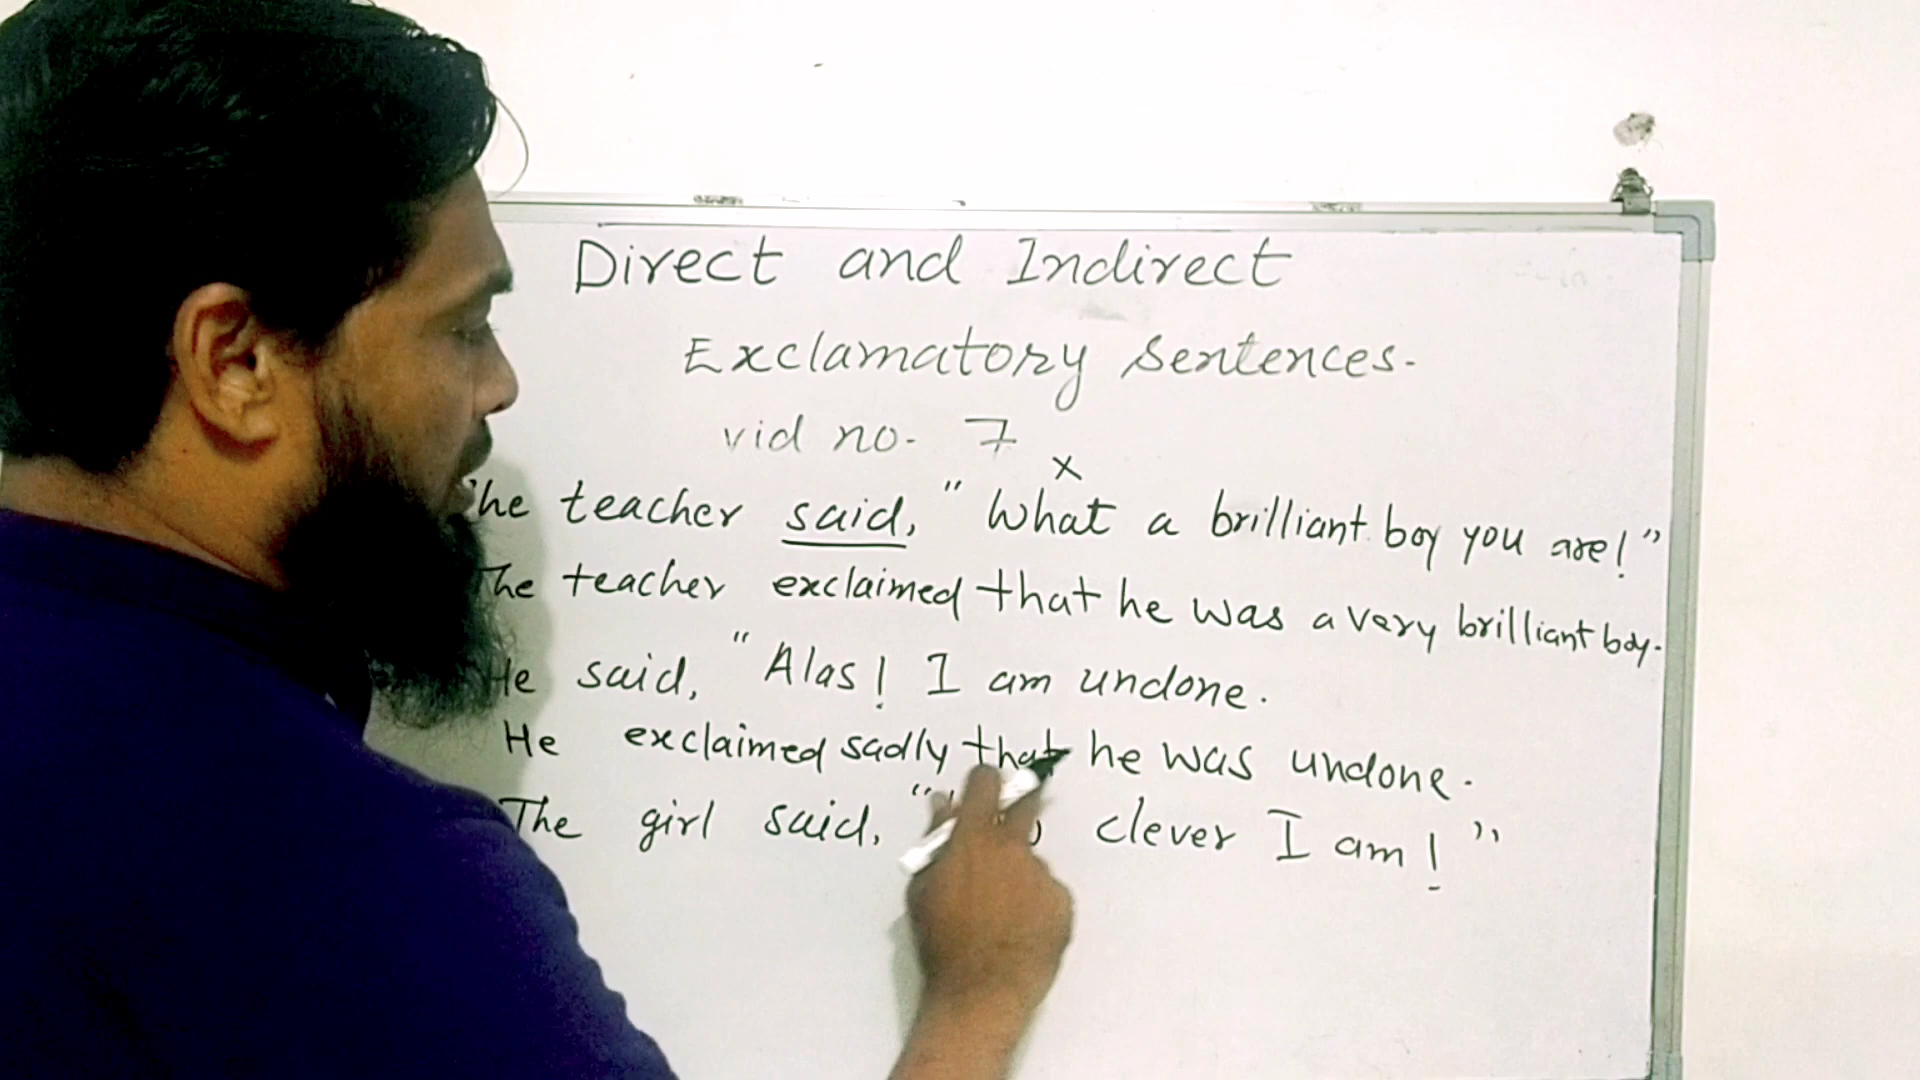 Direct and Indirect
Exclamatory sentences.
vid no. 7
x
The teacher said, "What a brilliant boy you are!"
The teacher exclaimed that he was a very brilliant boy.
He said, "Alas! I am undone.
He exclaimed sadly that he was undone.
The girl said, " clever I am!"